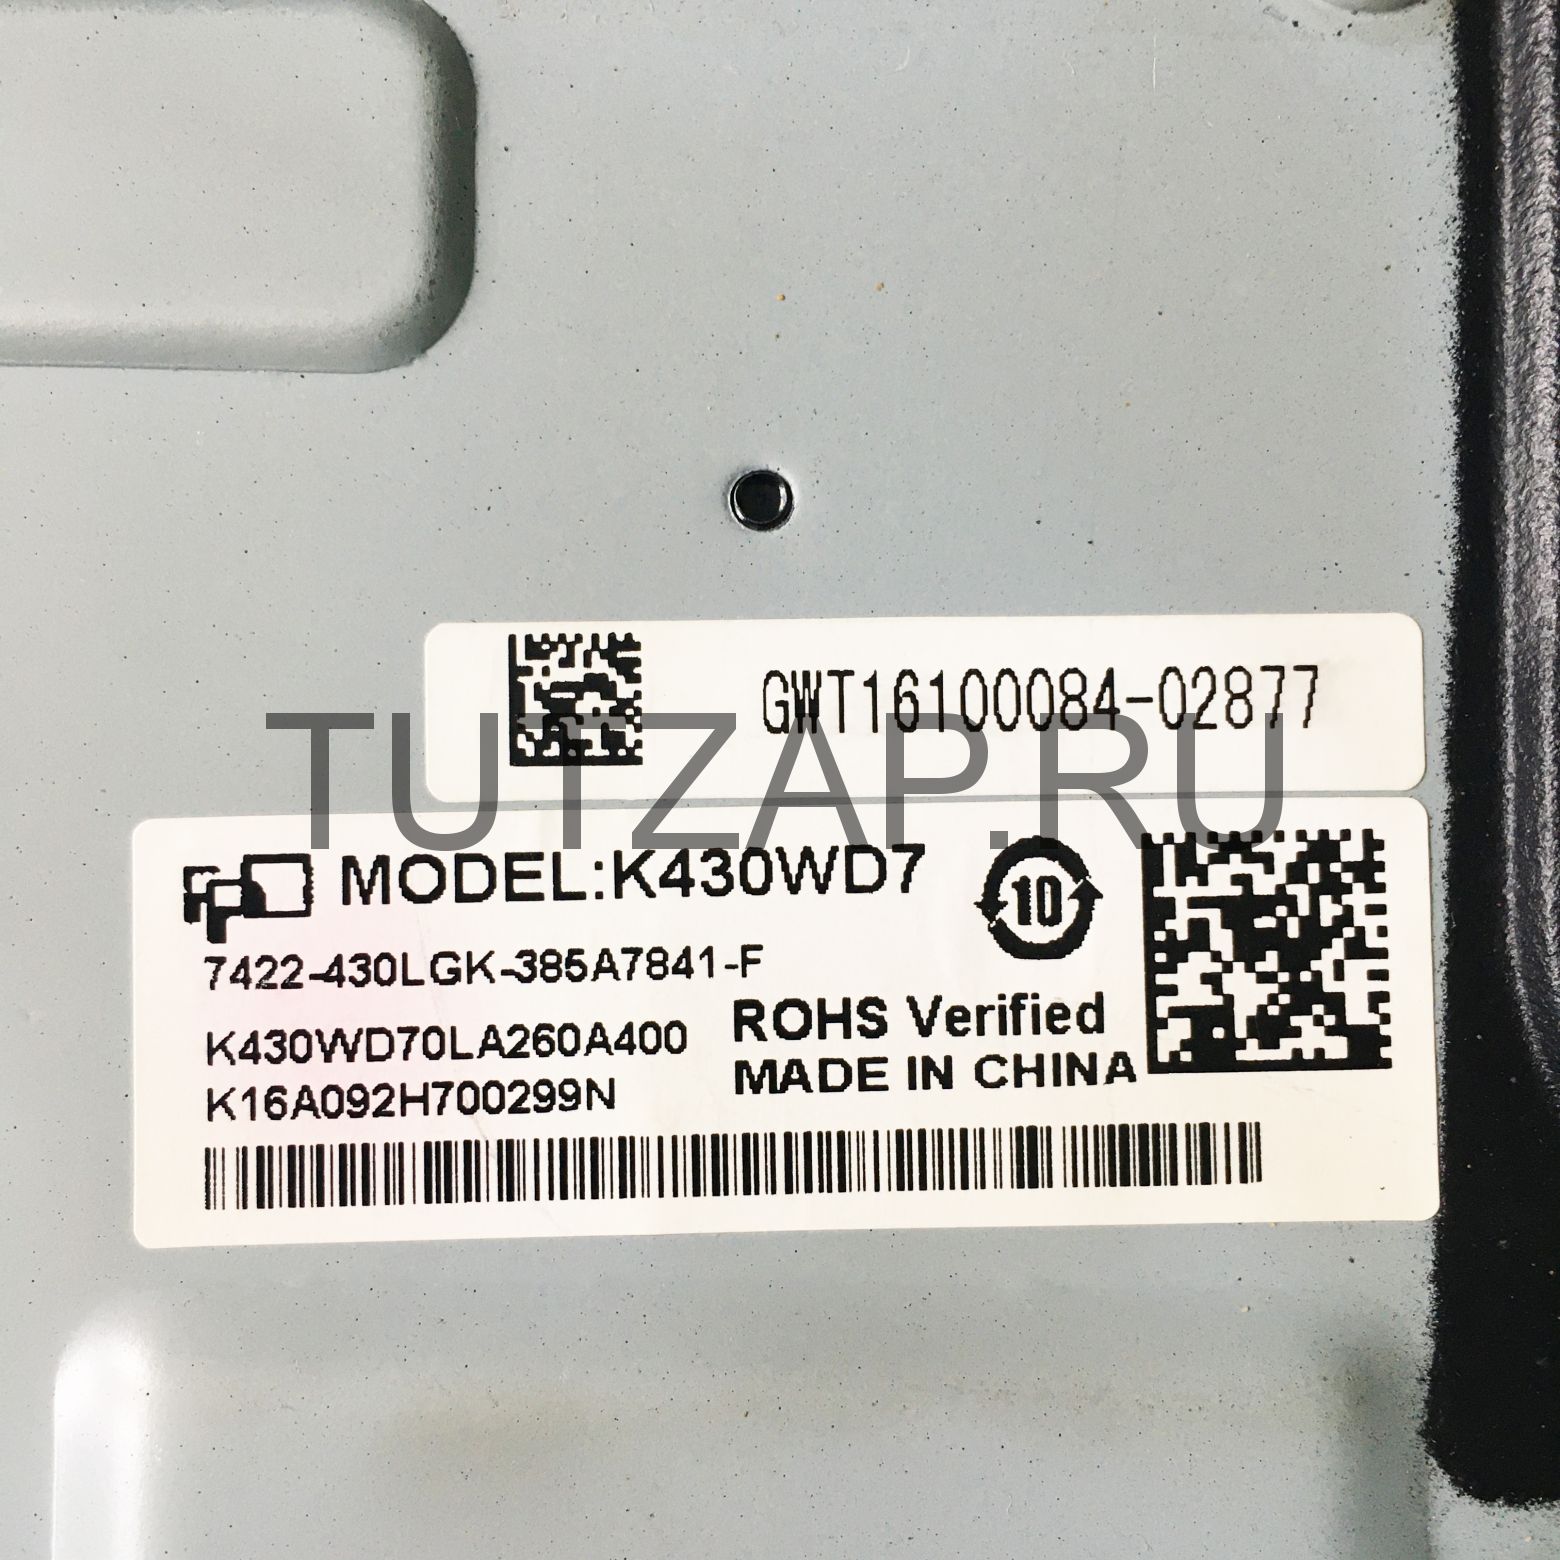 GWT16100084-02877
TUTZAP.RU
MODEL:K430WD7
10
7422-430LGK-385A7841-F
K430WD70LA260A400
ROHS Verified
K16A092H700299N
MADE IN CHINA